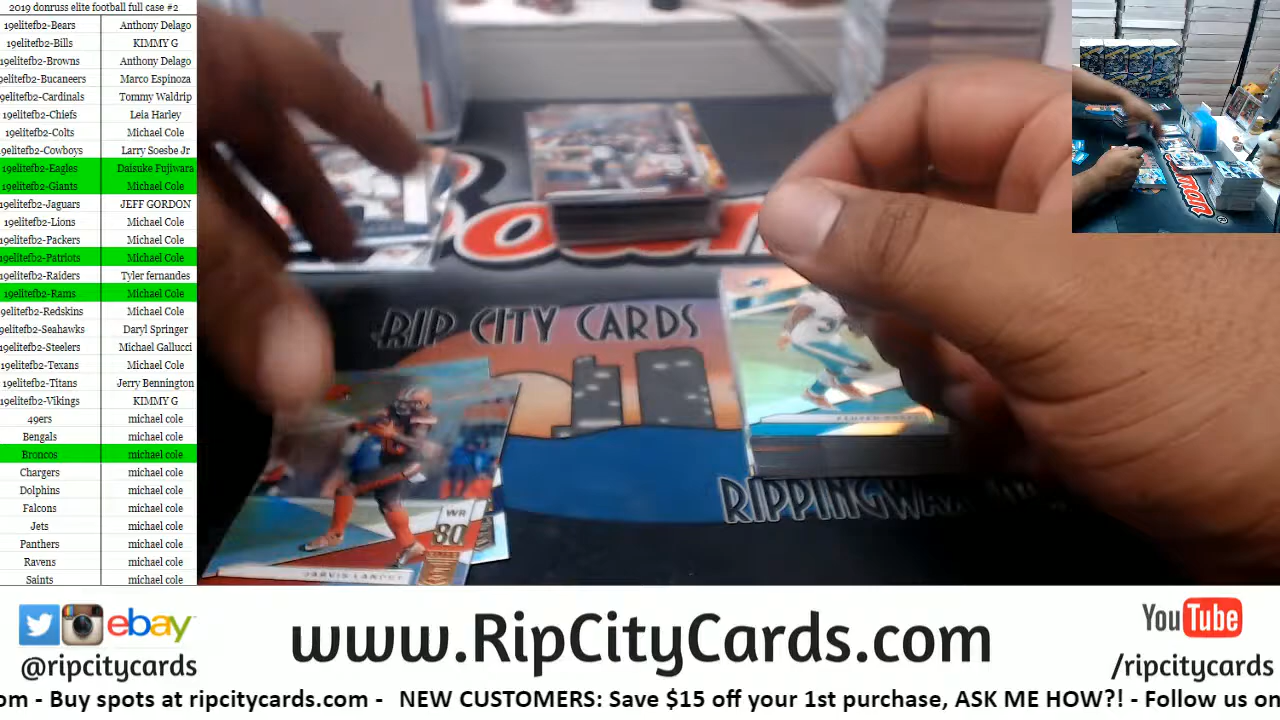 2019 donruss elite football full case #2
19elitefb2-Bears Anthony Delago
19elitefb2-Bills KIMMY G
19elitefb2-Browns Anthony Delago
9elitefb2-Bucaneers Marco Espinoza
9elitefb2-Cardinals Tommy Waldrip
19elitefb2-Chiefs Leia Harley
19elitefb2-Colts Michael Cole
19elitefb2-Cowboys Larry Soesbe Jr
19elitefb2-Eagles Daisuke Fujiwara
19elitefb2-Giants Michael Cole
19elitefb2-Jaguars JEFF GORDON
19elitefb2-Lions Michael Cole
19elitefb2-Packers Michael Cole
19elitefb2-Patriots Michael Cole
19elitefb2-Raiders Tyler fernandes
19elitefb2-Rams Michael Cole
19elitefb2-Redskins Michael Cole
9elitefb2-Seahawks Daryl Springer
19elitefb2-Steelers Michael Gallucci
19elitefb2-Texans Michael Cole
19elitefb2-Titans Jerry Bennington
19elitefb2-Vikings KIMMY G
49ers michael cole
Bengals michael cole
Broncos michael cole
Chargers michael cole
Dolphins michael cole
Falcons michael cole
Jets michael cole
Panthers michael cole
Ravens michael cole
Saints michael cole
RIP CITY CARDS
WR
80
JARVIS LANDRY
ebay
@ripcitycards
www.RipCityCards.com
YouTube
/ripcitycards
om - Buy spots at ripcitycards.com - NEW CUSTOMERS: Save $15 off your 1st purchase, ASK ME HOW?! - Follow us on